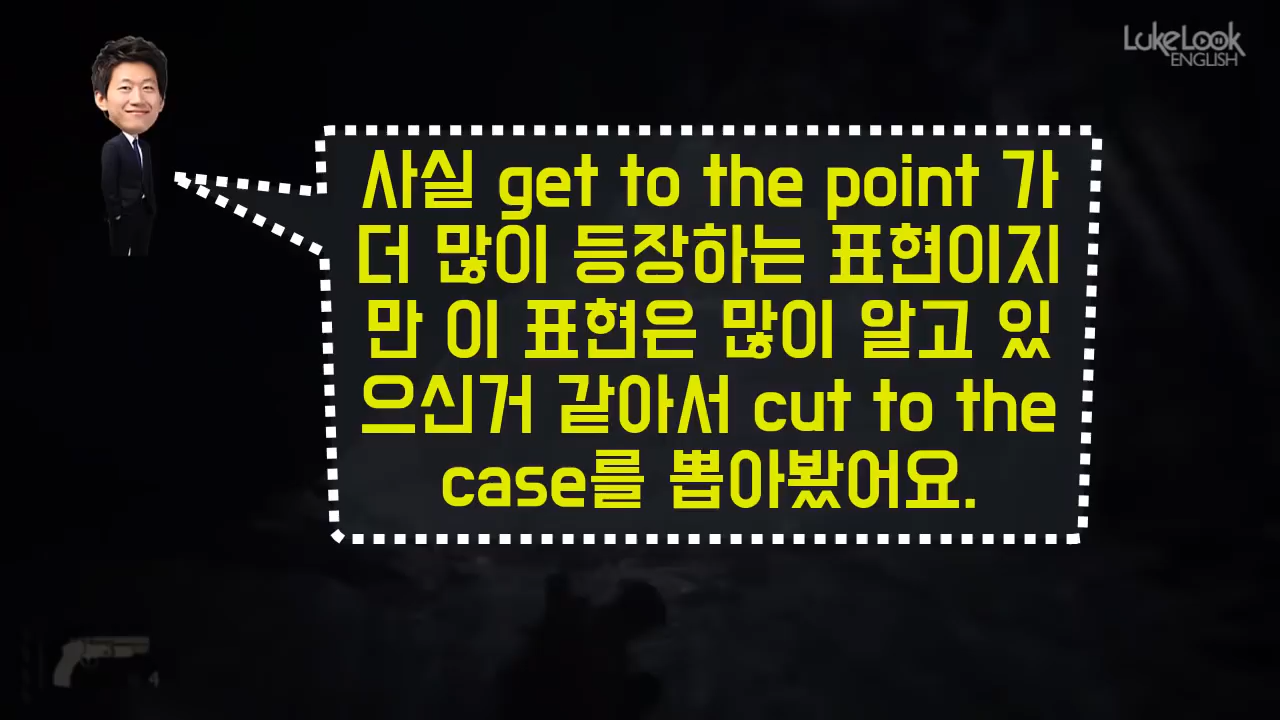 LukeLook
ENGLISH
사실 get to the point 가
더 많이 등장하는 표현이지
만 이 표현은 많이 알고 있
으신거 같아서 cut to the
case를 뽑아봤어요.
4